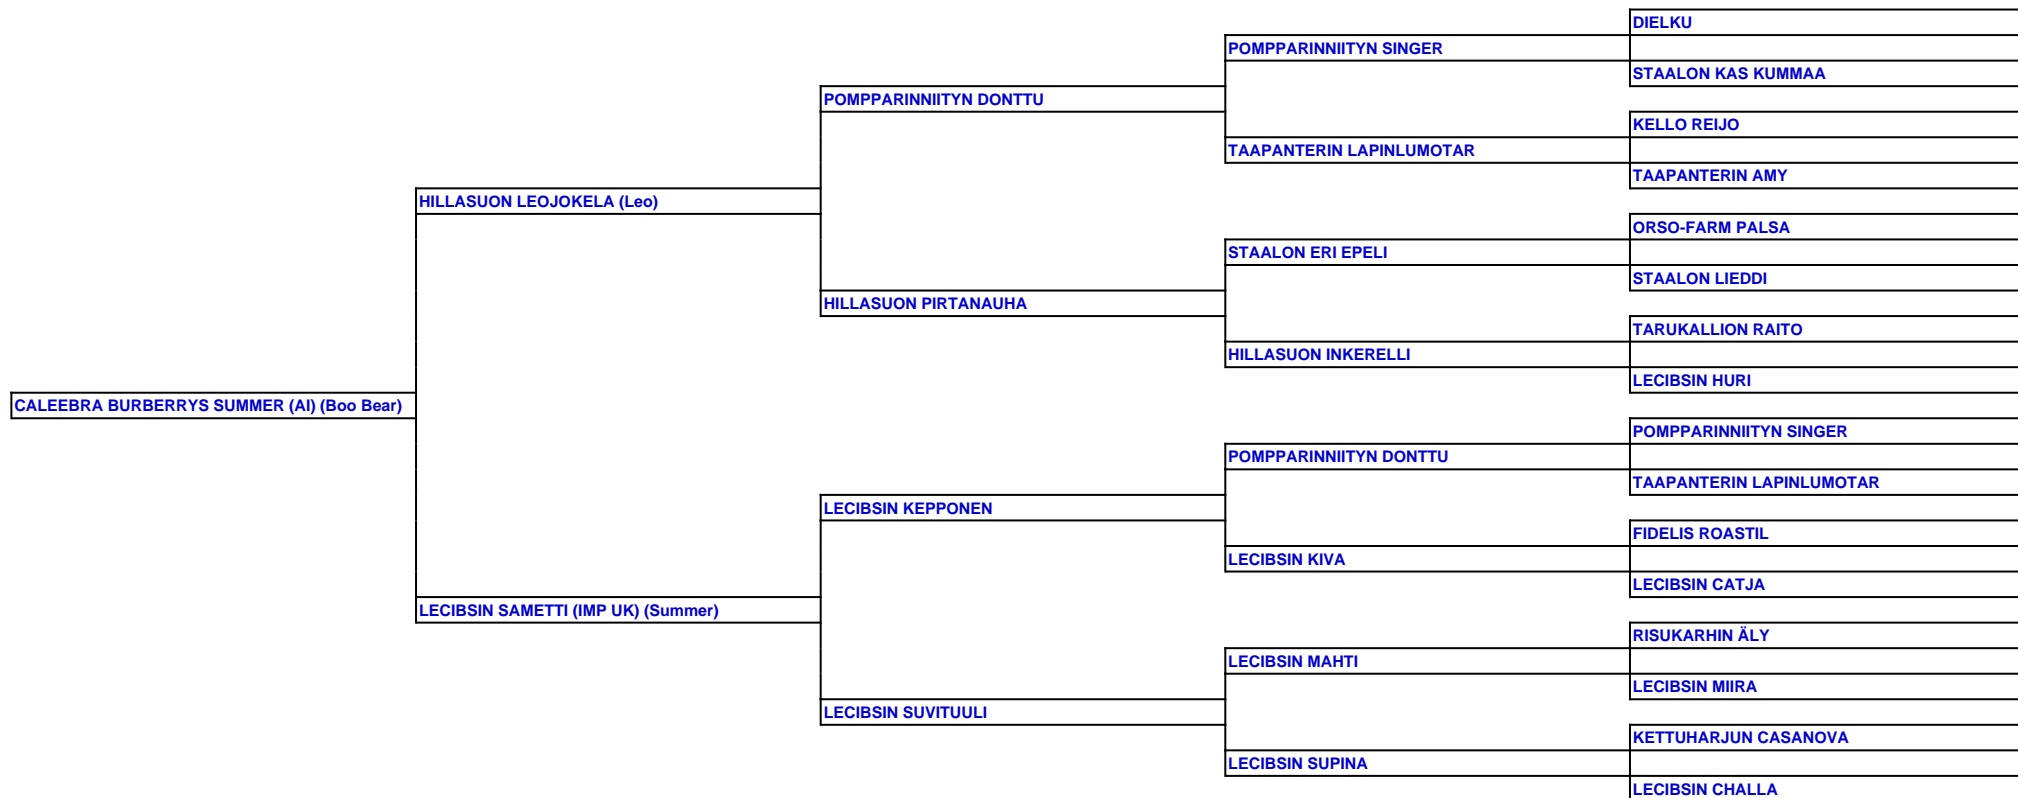 DIELKU
POMPPARINNIITYN SINGER
STAALON KAS KUMMAA
POMPPARINNIITYN DONTTU
KELLO REIJO
TAAPANTERIN LAPINLUMOTAR
TAAPANTERIN AMY
HILLASUON LEOJOKELA (Leo)
ORSO-FARM PALSA
STAALON ERI EPELI
STAALON LIEDDI
HILLASUON PIRTANAUHA
TARUKALLION RAITO
HILLASUON INKERELLI
LECIBSIN HURI
CALEEBRA BURBERRYS SUMMER (AI) (Boo Bear)
POMPPARINNIITYN SINGER
POMPPARINNIITYN DONTTU
TAAPANTERIN LAPINLUMOTAR
LECIBSIN KEPPONEN
FIDELIS ROASTIL
LECIBSIN KIVA
LECIBSIN CATJA
LECIBSIN SAMETTI (IMP UK) (Summer)
RISUKARHIN ÄLY
LECIBSIN MAHTI
LECIBSIN MIIRA
LECIBSIN SUVITUULI
KETTUHARJUN CASANOVA
LECIBSIN SUPINA
LECIBSIN CHALLA